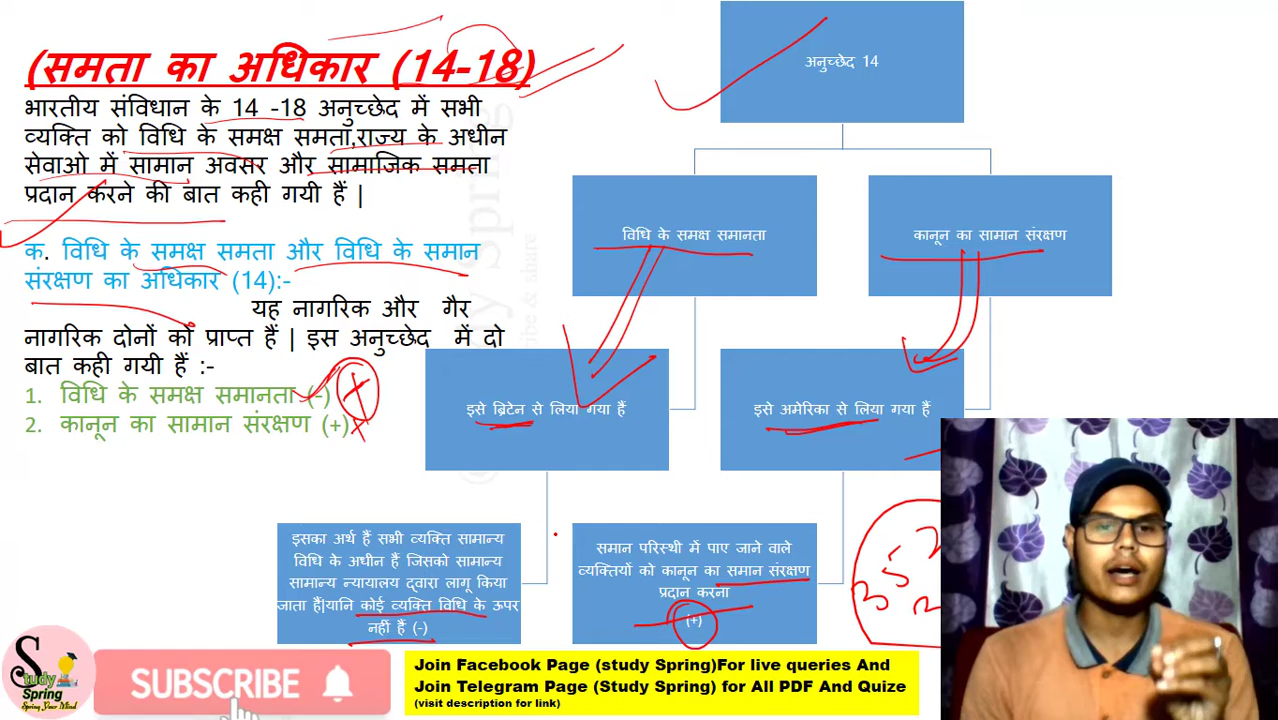 (समता का अधिकार (14-18)
भारतीय संविधान के 14 -18 अनुच्छेद में सभी
व्यक्ति को विधि के समक्ष समता,राज्य के अधीन
सेवाओ में सामान अवसर और सामाजिक समता
प्रदान करने की बात कही गयी हैं |
क. विधि के समक्ष समता और विधि के समान
संरक्षण का अधिकार (14):-
यह नागरिक और गैर
नागरिक दोनों को प्राप्त हैं | इस अनुच्छेद में दो
बात कही गयी हैं :-
1. विधि के समक्ष समानता (-)
2. कानून का सामान संरक्षण (+)
अनुच्छेद 14
विधि के समक्ष समानता
कानून का सामान संरक्षण
इसे ब्रिटेन से लिया गया हैं
इसे अमेरिका से लिया गया हैं
इसका अर्थ हैं सभी व्यक्ति सामान्य
विधि के अधीन हैं जिसको सामान्य
सामान्य न्यायालय द्वारा लागू किया
जाता हैं|यानि कोई व्यक्ति विधि के ऊपर
नहीं हैं (-)
समान परिस्थी में पाए जाने वाले
व्यक्तियों को कानून का समान संरक्षण
प्रदान करना
(+)
Study
Spring
Spring Your Mind
SUBSCRIBE
Join Facebook Page (study Spring)For live queries And
Join Telegram Page (Study Spring) for All PDF And Quize
(visit description for link)